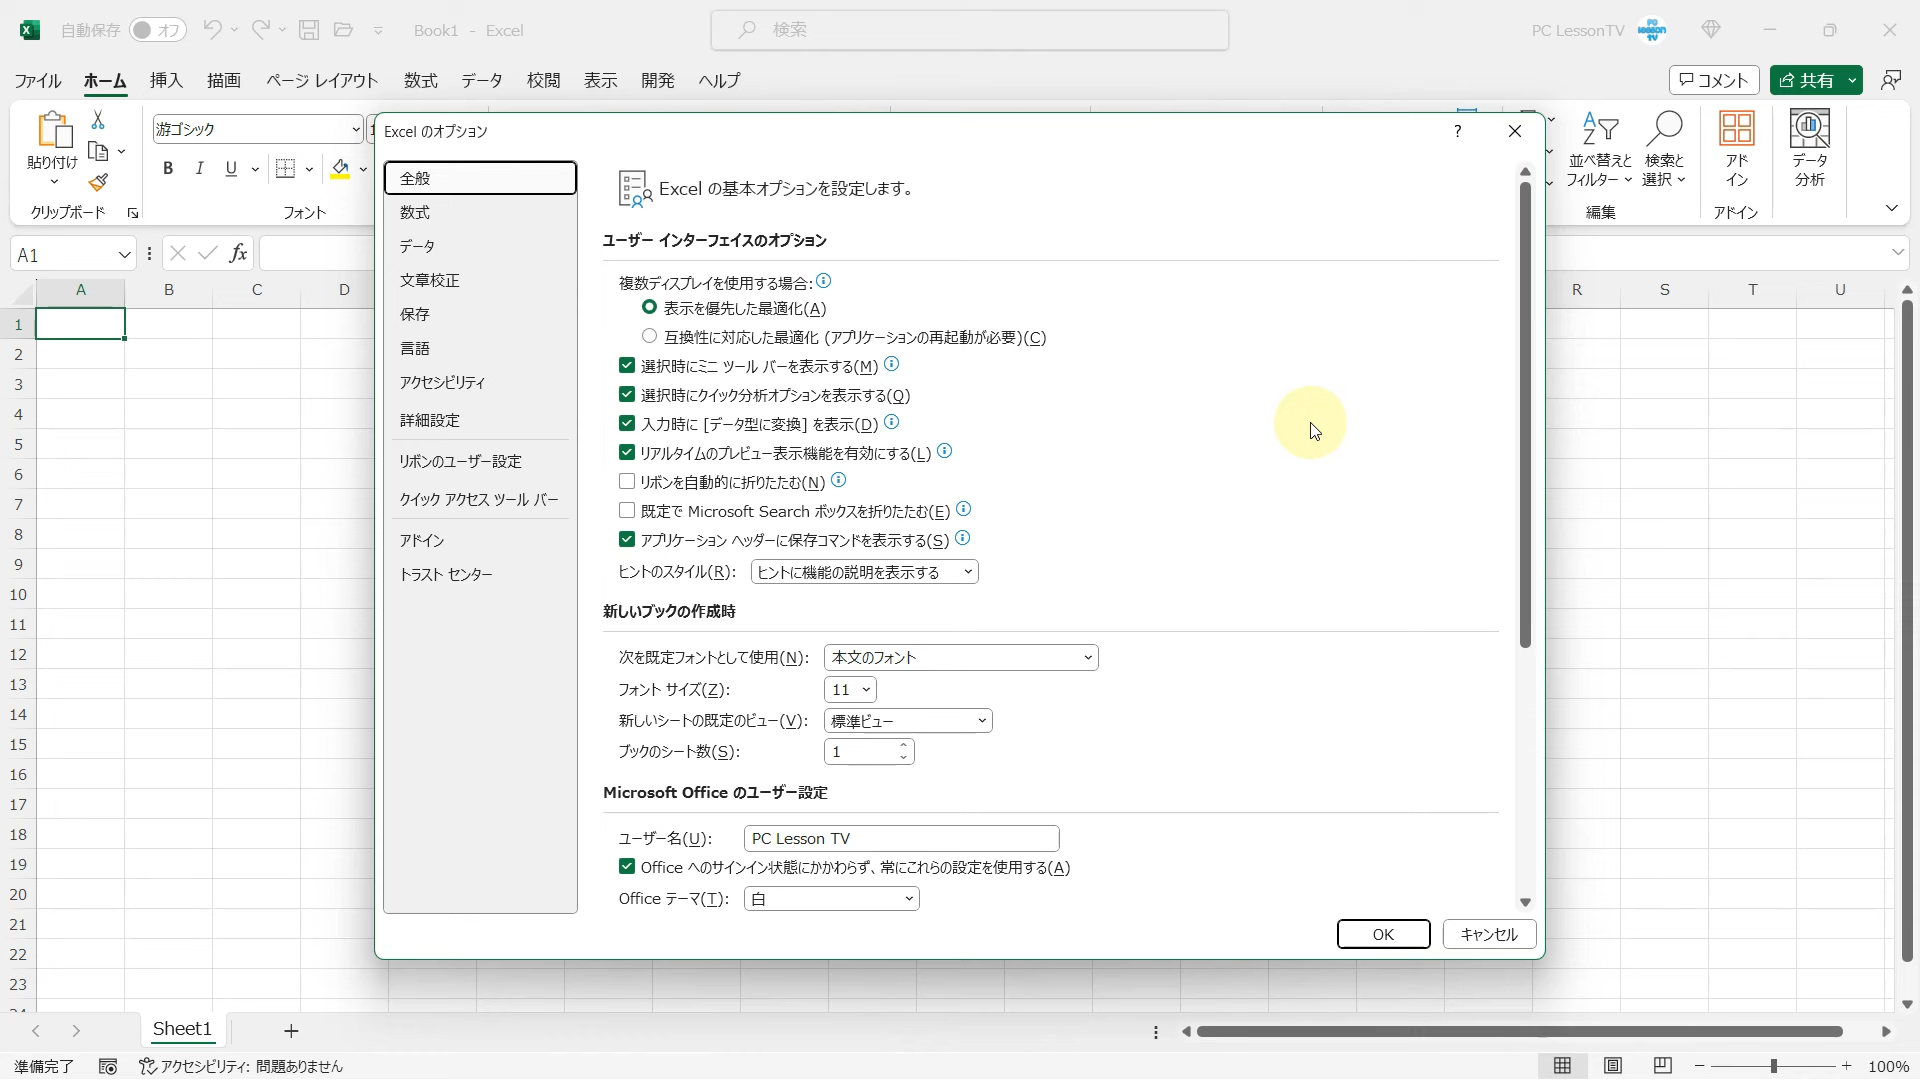 自動保存 オフ Book1 - Excel 検索 PC LessonTV PC Lesson TV
ファイル ホーム 挿入 描画 ページ レイアウト 数式 データ 校閲 表示 開発 ヘルプ コメント 共有
貼り付け
クリップボード
游ゴシック
B I U
フォント
並べ替えと フィルター
検索と 選択
編集
アド イン
アドイン
データ 分析
A1 fx
A B C D R S T U
1
2
3
4
5
6
7
8
9
10
11
12
13
14
15
16
17
18
19
20
21
22
23
Excel のオプション ?
全般
数式
データ
文章校正
保存
言語
アクセシビリティ
詳細設定
リボンのユーザー設定
クイック アクセス ツール バー
アドイン
トラスト センター
Excel の基本オプションを設定します。
ユーザー インターフェイスのオプション
複数ディスプレイを使用する場合:
表示を優先した最適化(A)
互換性に対応した最適化 (アプリケーションの再起動が必要)(C)
選択時にミニ ツール バーを表示する(M)
選択時にクイック分析オプションを表示する(Q)
入力時に [データ型に変換] を表示(D)
リアルタイムのプレビュー表示機能を有効にする(L)
リボンを自動的に折りたたむ(N)
既定で Microsoft Search ボックスを折りたたむ(E)
アプリケーション ヘッダーに保存コマンドを表示する(S)
ヒントのスタイル(R): ヒントに機能の説明を表示する
新しいブックの作成時
次を既定フォントとして使用(N): 本文のフォント
フォント サイズ(Z): 11
新しいシートの既定のビュー(V): 標準ビュー
ブックのシート数(S): 1
Microsoft Office のユーザー設定
ユーザー名(U): PC Lesson TV
Office へのサインイン状態にかかわらず、常にこれらの設定を使用する(A)
Office テーマ(T): 白
OK キャンセル
Sheet1
準備完了 アクセシビリティ: 問題ありません 100%